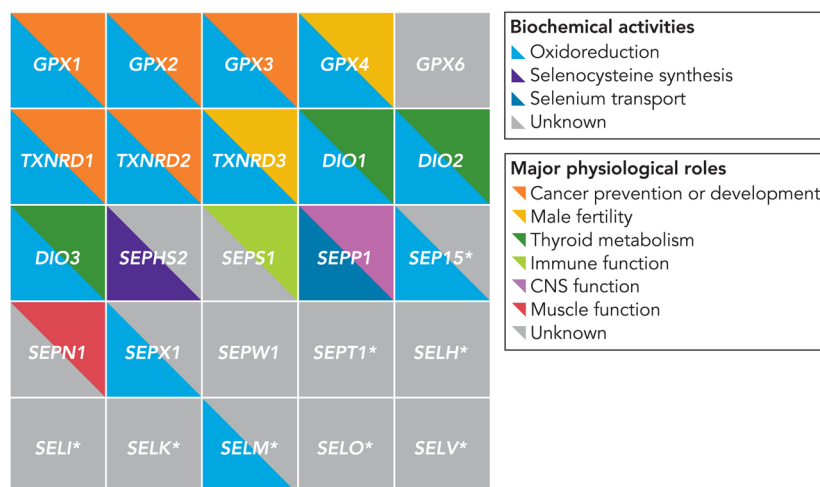 GPX1 GPX2 GPX3 GPX4 GPX6
TXNRD1 TXNRD2 TXNRD3 DIO1 DIO2
DIO3 SEPHS2 SEPS1 SEPP1 SEP15*
SEPN1 SEPX1 SEPW1 SEPT1* SELH*
SELI* SELK* SELM* SELO* SELV*
Biochemical activities
Oxidoreduction
Selenocysteine synthesis
Selenium transport
Unknown
Major physiological roles
Cancer prevention or development
Male fertility
Thyroid metabolism
Immune function
CNS function
Muscle function
Unknown